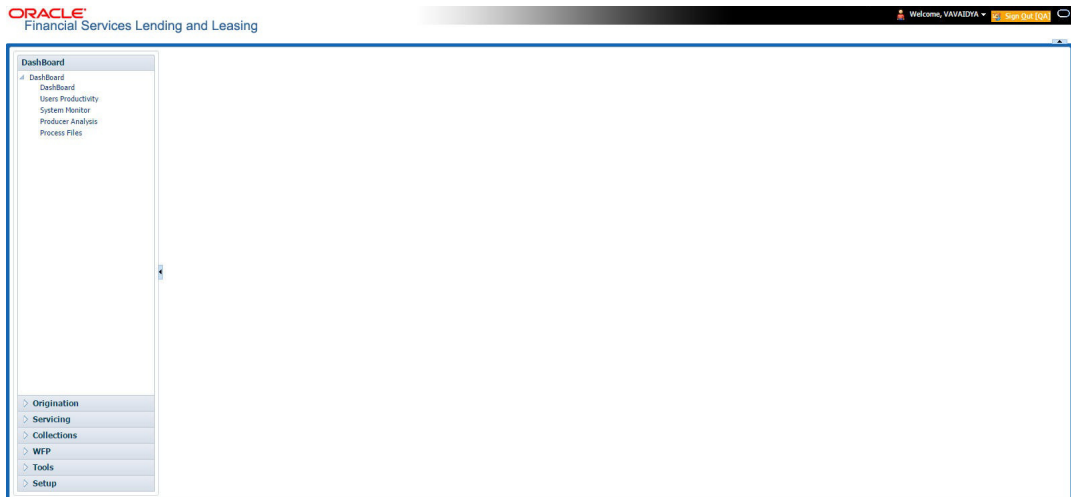 ORACLE®
Financial Services Lending and Leasing
Welcome, VAVAIDYA
Sign Out [QA]
DashBoard
DashBoard
DashBoard
Users Productivity
System Monitor
Producer Analysis
Process Files
Origination
Servicing
Collections
WFP
Tools
Setup